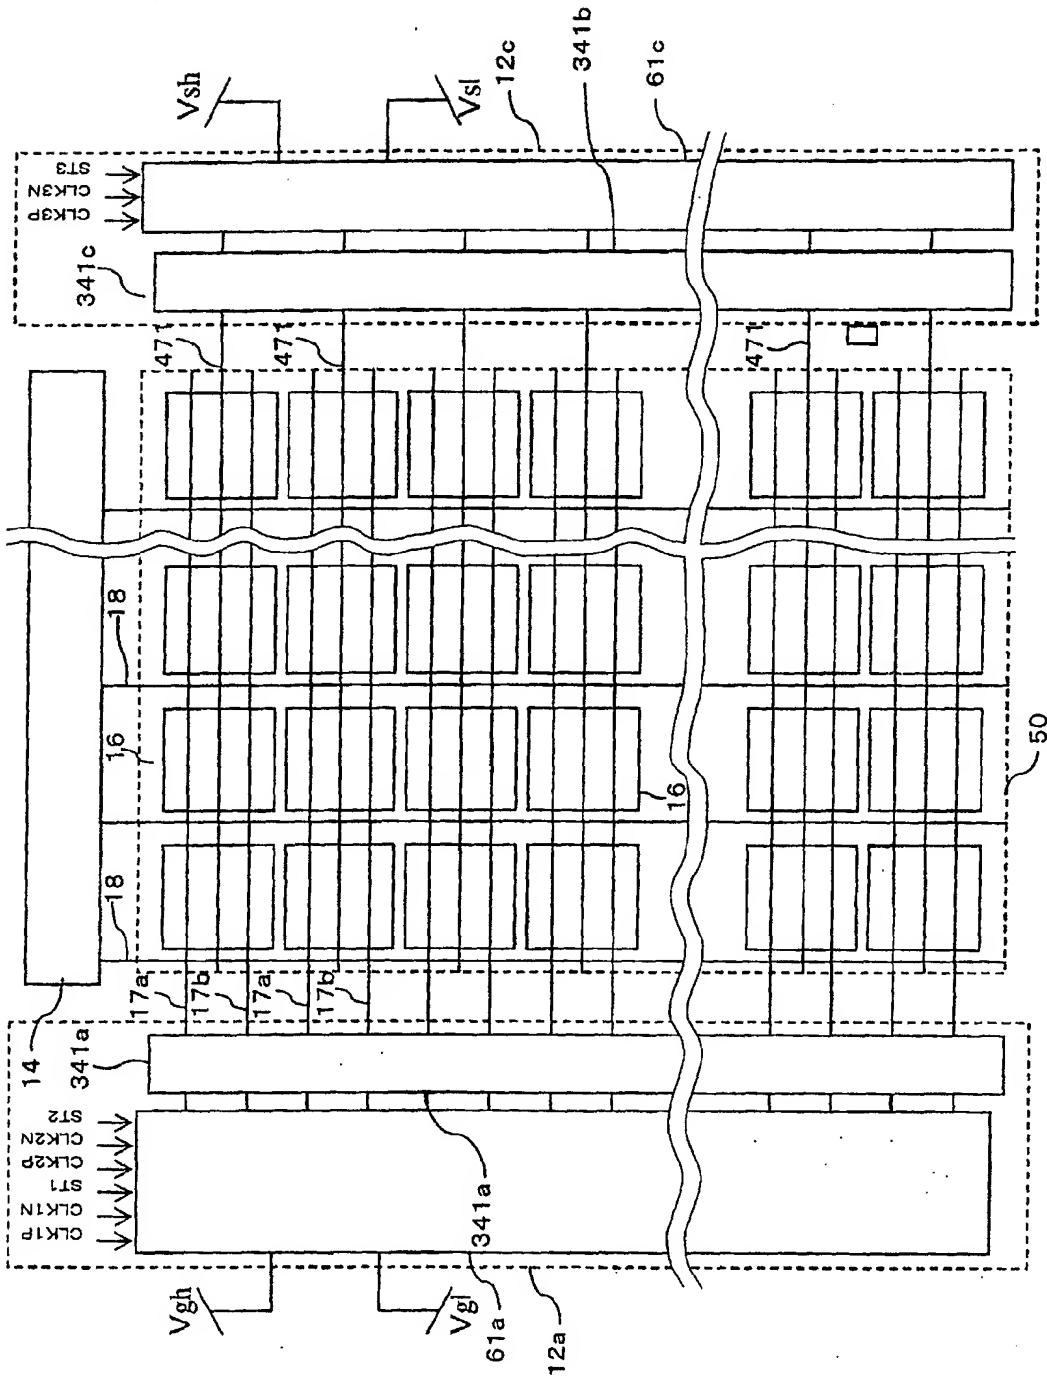 Vsh
Vsl
12c
341b
61c
ST3
CLK3N
CLK3P
341c
471
471
471
18
16
16
50
18
17a
17b
17a
17b
14
341a
ST2
CLK2N
CLK2P
ST1
CLK1N
CLK1P
341a
Vgh
Vgl
61a
12a